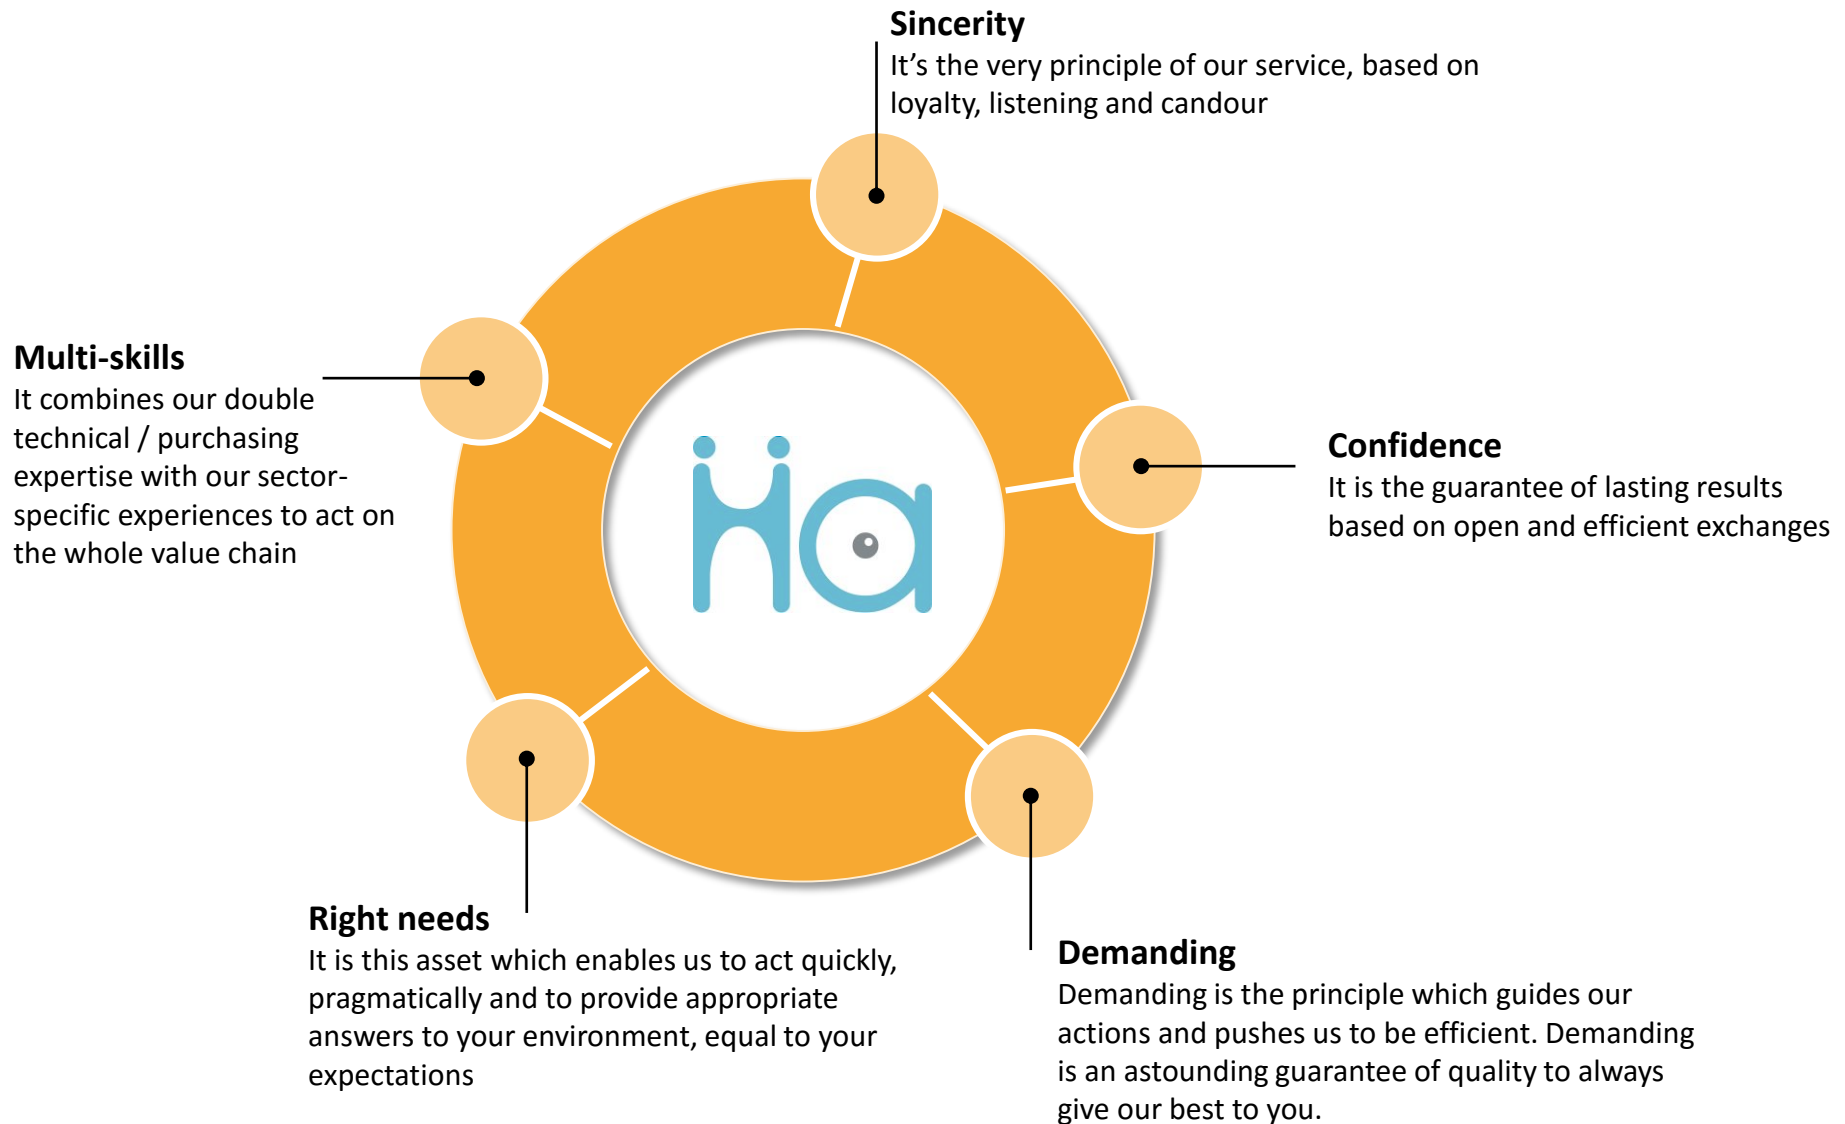 Sincerity
It’s the very principle of our service, based on
loyalty, listening and candour
Multi-skills
It combines our double
technical / purchasing
expertise with our sector-
specific experiences to act on
the whole value chain
Ha
Confidence
It is the guarantee of lasting results
based on open and efficient exchanges
Right needs
It is this asset which enables us to act quickly,
pragmatically and to provide appropriate
answers to your environment, equal to your
expectations
Demanding
Demanding is the principle which guides our
actions and pushes us to be efficient. Demanding
is an astounding guarantee of quality to always
give our best to you.